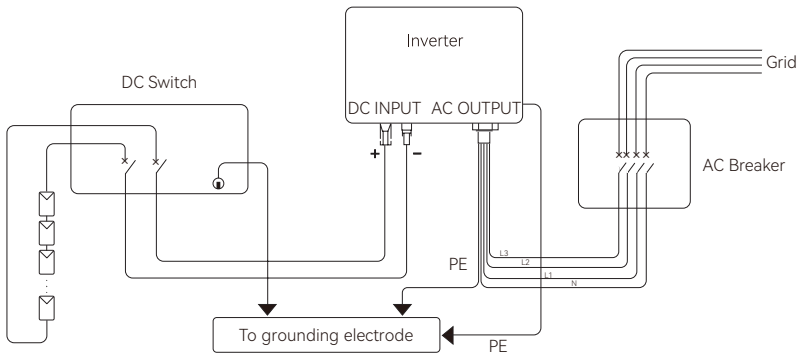 Inverter
Grid
DC Switch
DC INPUT
AC OUTPUT
+
−
AC Breaker
L3
L2
PE
L1
N
To grounding electrode
PE